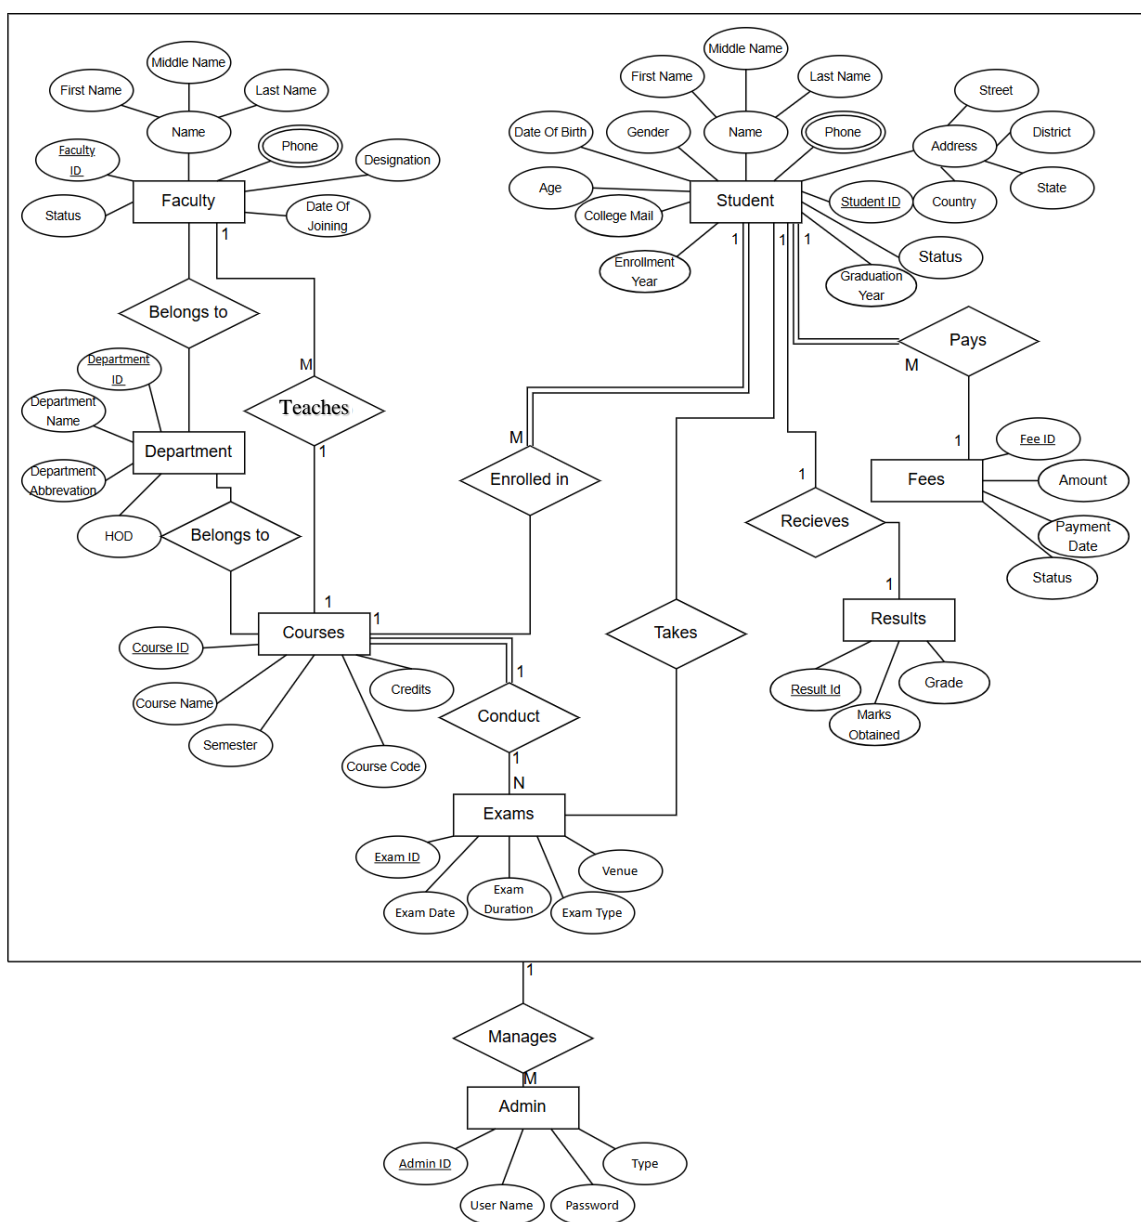 Middle Name
First Name
Last Name
Name
Phone
Faculty
ID
Designation
Status
Faculty
Date Of
Joining
1
Belongs to
M
Teaches
1
Department
ID
Department
Name
Department
Department
Abbrevation
HOD
Belongs to
1
Courses
1
Course ID
Course Name
Semester
Course Code
Credits
Middle Name
First Name
Last Name
Street
Date Of Birth
Gender
Name
Phone
Address
District
Age
Student
Student ID
Country
State
College Mail
Enrollment
Year
1
1
1
Graduation
Year
Status
Pays
M
1
Fee ID
Fees
Amount
Payment
Date
Status
M
Enrolled in
1
Recieves
1
Results
Result Id
Marks
Obtained
Grade
Takes
1
Conduct
1
N
Exams
Exam ID
Exam Date
Exam
Duration
Exam Type
Venue
1
Manages
M
Admin
Admin ID
User Name
Password
Type